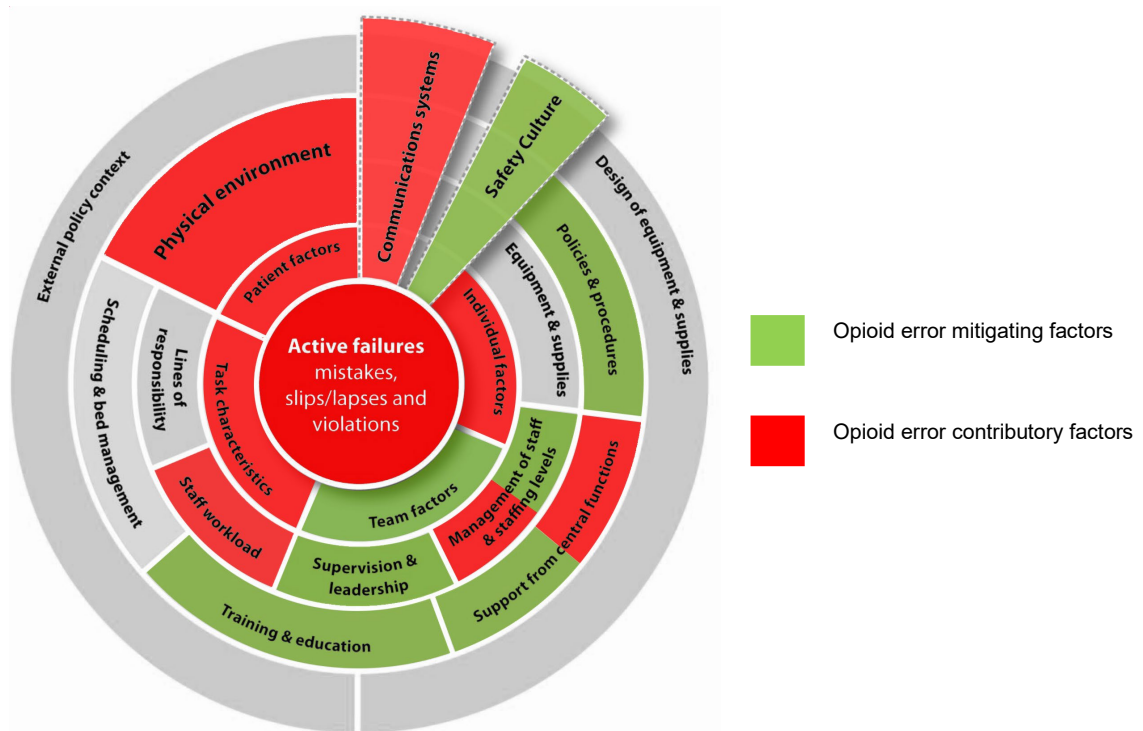 External policy context
Physical environment
Patient factors
Communications systems
Safety Culture
Design of equipment & supplies
Policies & procedures
Equipment & supplies
Individual factors
Scheduling & bed management
Lines of
responsibility
Task characteristics
Active failures
mistakes,
slips/lapses and
violations
Staff workload
Team factors
Management of staff
& staffing levels
Support from central functions
Supervision &
leadership
Training & education
Opioid error mitigating factors
Opioid error contributory factors